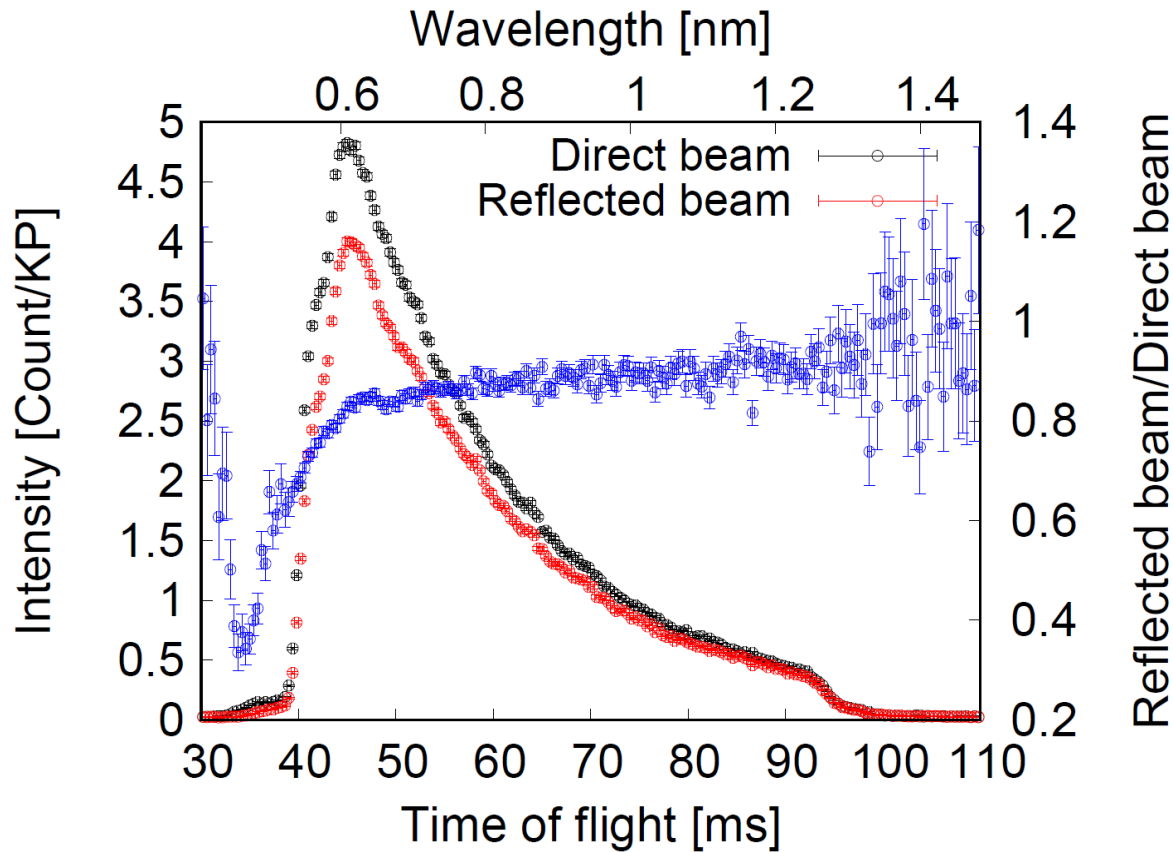 Wavelength [nm]
0.6 0.8 1 1.2 1.4
Intensity [Count/KP]
5
4.5
4
3.5
3
2.5
2
1.5
1
0.5
0
Direct beam
Reflected beam
1.4
1.2
1
0.8
0.6
0.4
0.2
Reflected beam/Direct beam
30 40 50 60 70 80 90 100 110
Time of flight [ms]